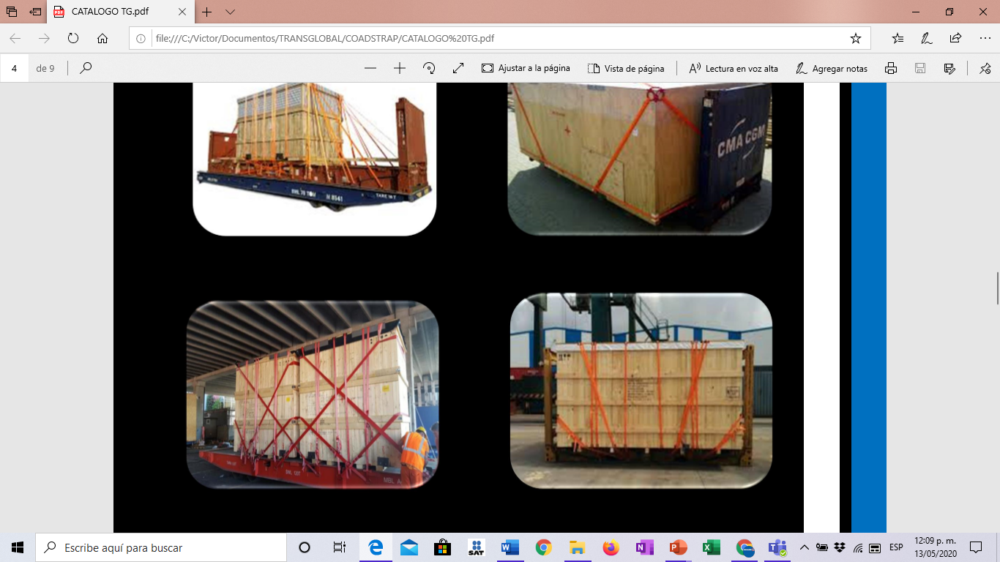 CATALOGO TG.pdf
file:///C:/Victor/Documentos/TRANSGLOBAL/COADSTRAP/CATALOGO%20TG.pdf
4 de 9
Ajustar a la página
Vista de página
Lectura en voz alta
Agregar notas
CMA CGM
Escribe aquí para buscar
SAT
ESP
12:09 p. m.
13/05/2020